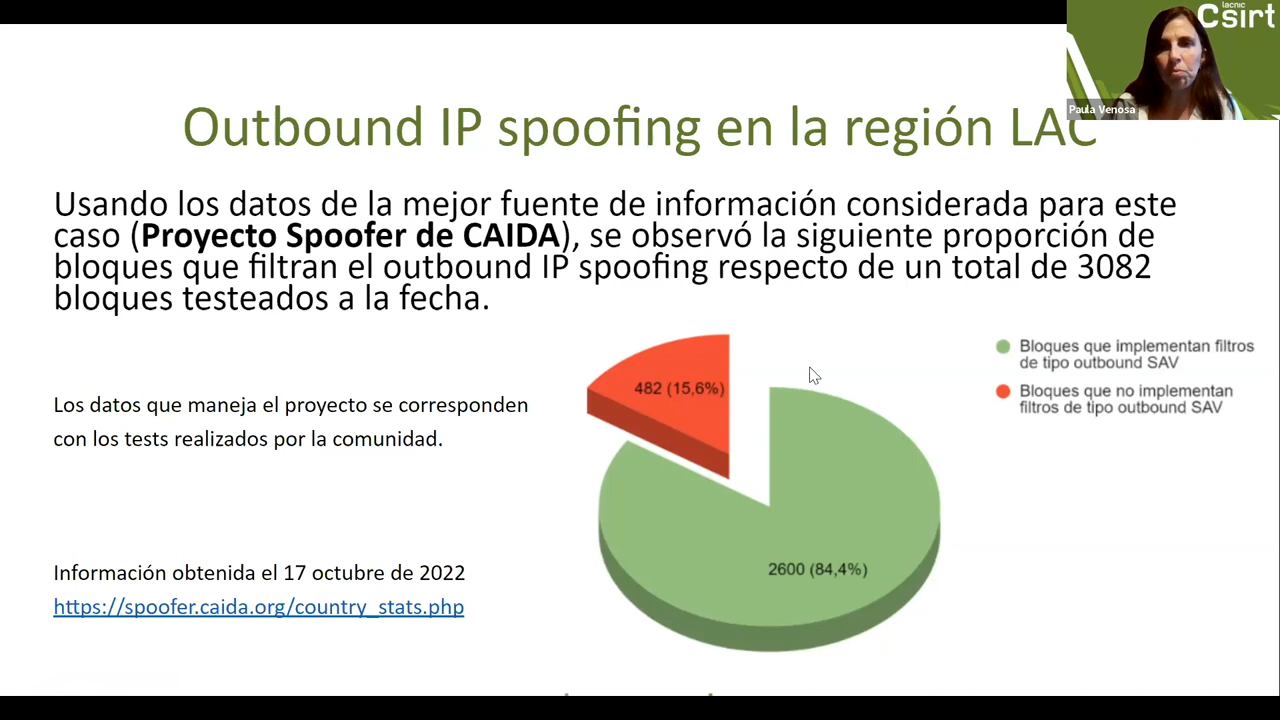 lacnic
Csirt
Paula Venosa
Outbound IP spoofing en la región LAC
Usando los datos de la mejor fuente de información considerada para este
caso (Proyecto Spoofer de CAIDA), se observó la siguiente proporción de
bloques que filtran el outbound IP spoofing respecto de un total de 3082
bloques testeados a la fecha.
Los datos que maneja el proyecto se corresponden
con los tests realizados por la comunidad.
Información obtenida el 17 octubre de 2022
https://spoofer.caida.org/country_stats.php
482 (15,6%)
2600 (84,4%)
Bloques que implementan filtros
de tipo outbound SAV
Bloques que no implementan
filtros de tipo outbound SAV